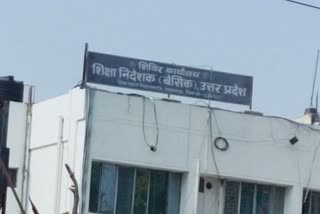 शिविर कार्यालय
शिक्षा निदेशक (बेसिक), उत्तर प्रदेश